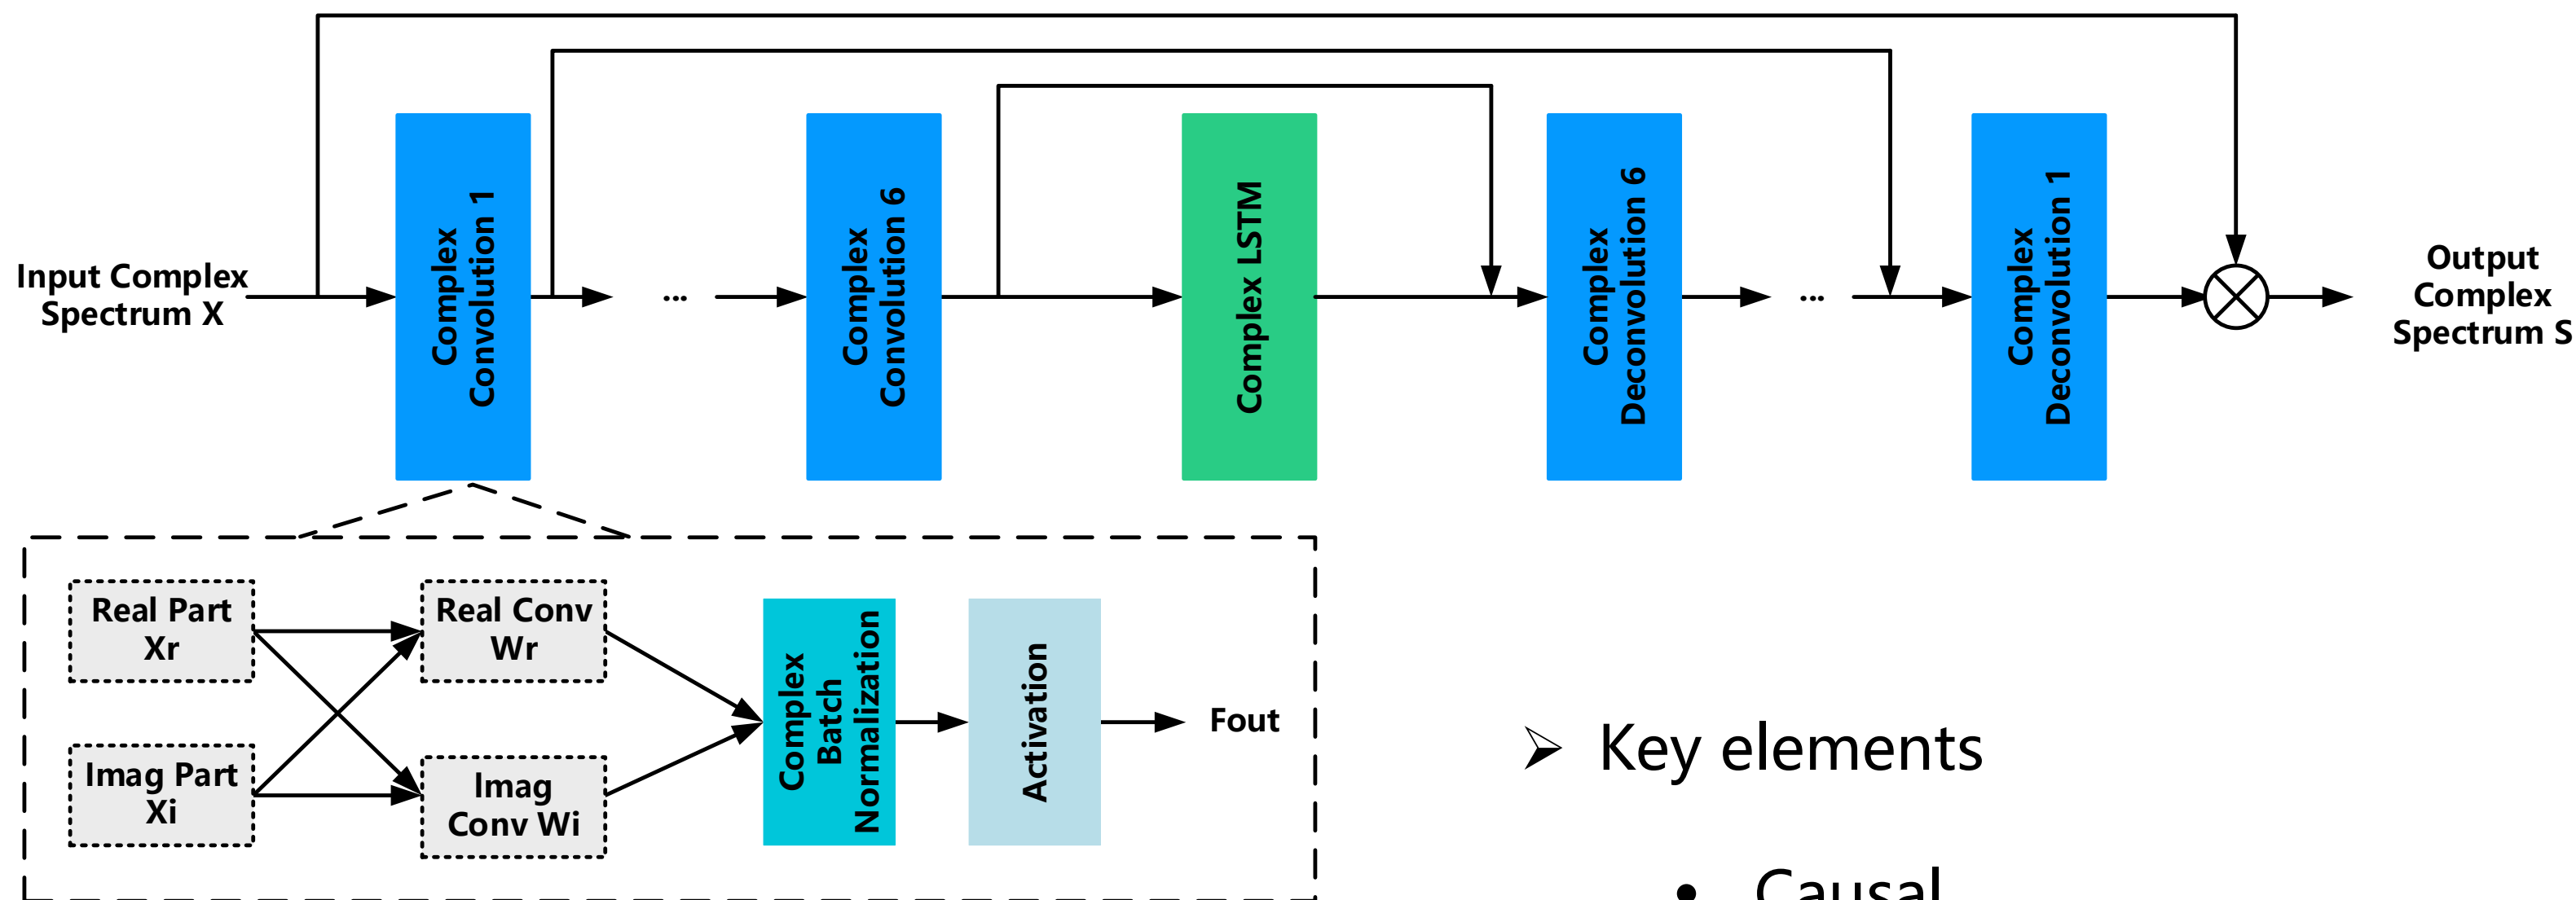 Input Complex
Spectrum X
Complex
Convolution 1
...
Complex
Convolution 6
Complex LSTM
Complex
Deconvolution 6
...
Complex
Deconvolution 1
Output
Complex
Spectrum S
Real Part
Xr
Imag Part
Xi
Real Conv
Wr
Imag
Conv Wi
Complex
Batch
Normalization
Activation
Fout
➢ Key elements
• Causal